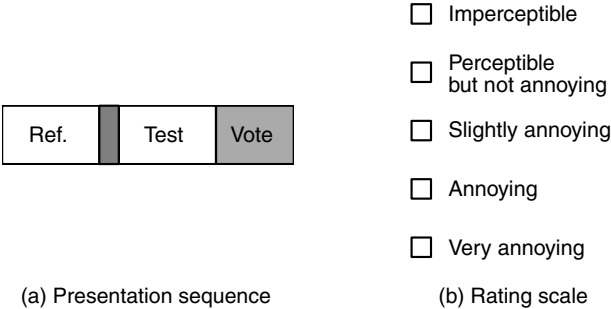 Ref.
Test
Vote
(a) Presentation sequence
Imperceptible
Perceptible
but not annoying
Slightly annoying
Annoying
Very annoying
(b) Rating scale